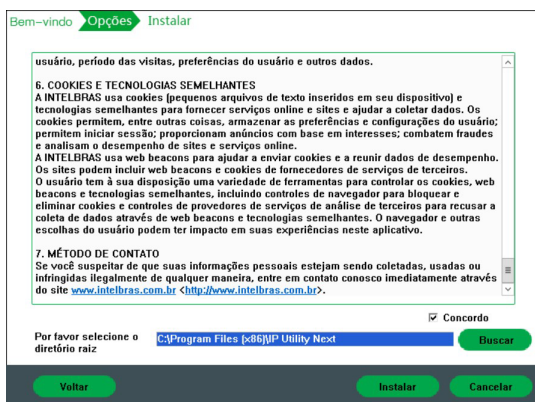 Bem-vindo Opções Instalar
usuário, período das visitas, preferências do usuário e outros dados.
6. COOKIES E TECNOLOGIAS SEMELHANTES
A INTELBRAS usa cookies (pequenos arquivos de texto inseridos em seu dispositivo) e
tecnologias semelhantes para fornecer serviços online e sites e ajudar a coletar dados. Os
cookies permitem, entre outras coisas, armazenar as preferências e configurações do usuário;
permitem iniciar sessão; proporcionam anúncios com base em interesses; combatem fraudes
e analisam o desempenho de sites e serviços online.
A INTELBRAS usa web beacons para ajudar a enviar cookies e a reunir dados de desempenho.
Os sites podem incluir web beacons e cookies de fornecedores de serviços de terceiros.
O usuário tem à sua disposição uma variedade de ferramentas para controlar os cookies, web
beacons e tecnologias semelhantes, incluindo controles de navegador para bloquear e
eliminar cookies e controles de provedores de serviços de análise de terceiros para recusar a
coleta de dados através de web beacons e tecnologias semelhantes. O navegador e outras
escolhas do usuário podem ter impacto em suas experiências neste aplicativo.
7. MÉTODO DE CONTATO
Se você suspeitar de que suas informações pessoais estejam sendo coletadas, usadas ou
infringidas ilegalmente de qualquer maneira, entre em contato conosco imediatamente através
do site www.intelbras.com.br <http://www.intelbras.com.br>.
Concordo
Por favor selecione o
diretório raiz
C:\Program Files (x86)\IP Utility Next
Buscar
Voltar Instalar Cancelar